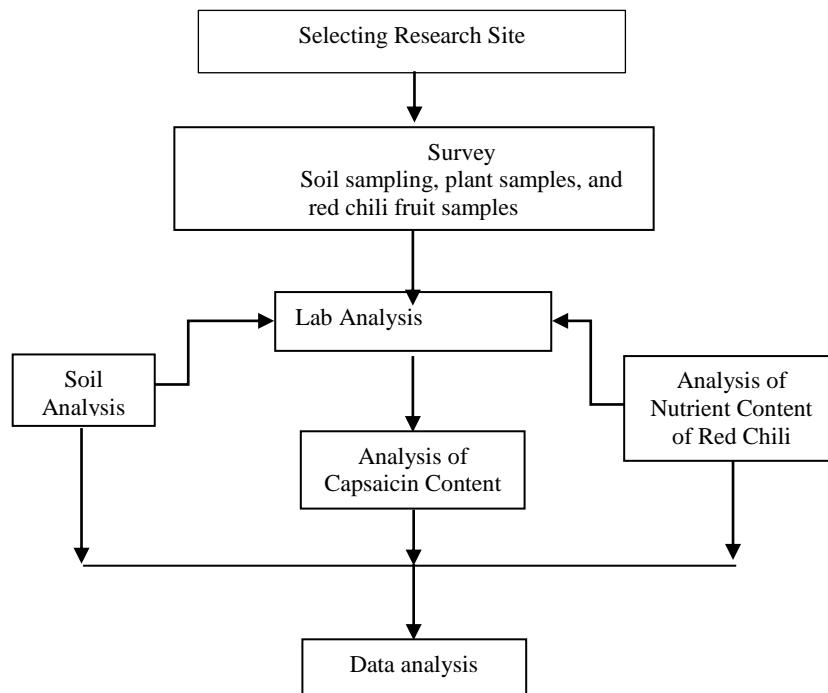 Selecting Research Site
Survey
Soil sampling, plant samples, and
red chili fruit samples
Lab Analysis
Soil
Analysis
Analysis of
Nutrient Content
of Red Chili
Analysis of
Capsaicin Content
Data analysis